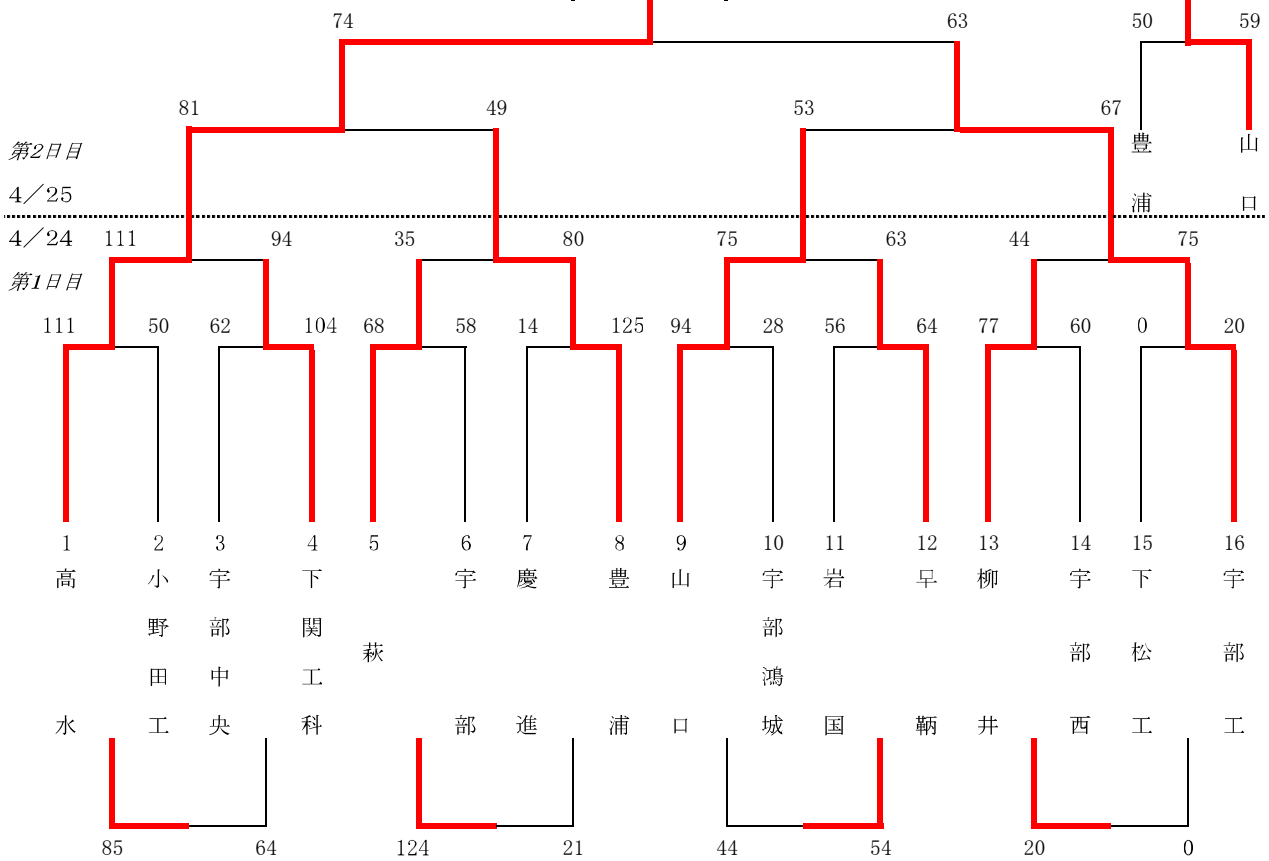 74 63 50 59
81 49 53 67
第2日目
豊浦 山口
4／25
4／24 111 94 35 80 75 63 44 75
第1日目
111 50 62 104 68 58 14 125 94 28 56 64 77 60 0 20
1 2 3 4 5 6 7 8 9 10 11 12 13 14 15 16
高水 小野田工 宇部中央 下関工科 萩 宇部 慶進 豊浦 山口 宇部鴻城 岩国 早鞆 柳井 宇部西 下松工 宇部工
85 64 124 21 44 54 20 0